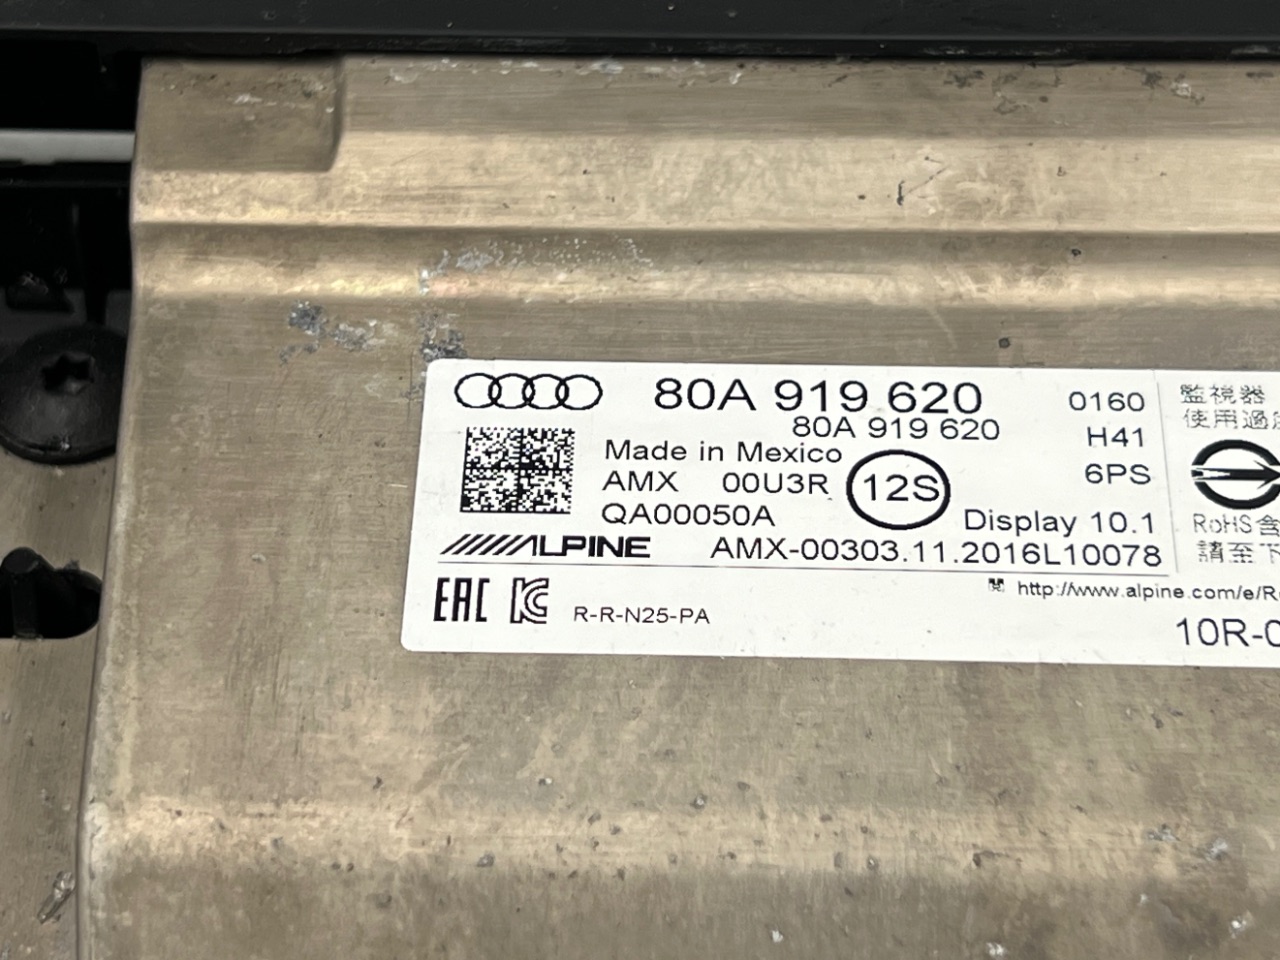 80A 919 620
80A 919 620
0160
H41
6PS
Made in Mexico
AMX 00U3R
12S
QA00050A
Display 10.1
ALPINE
AMX-00303.11.2016L10078
EAC
R-R-N25-PA
http://www.alpine.com/e/R
10R-0
監視器
使用過
RoHS含
請至下